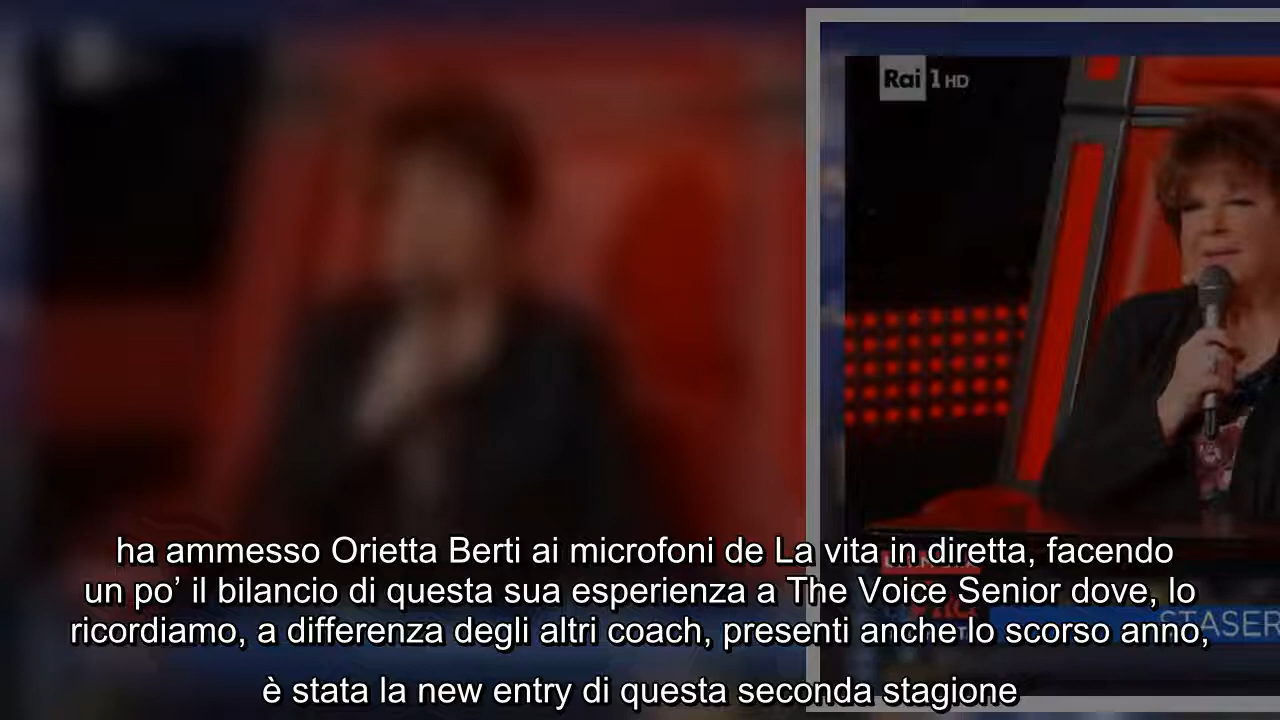 Rai 1 HD
ha ammesso Orietta Berti ai microfoni de La vita in diretta, facendo
un po’ il bilancio di questa sua esperienza a The Voice Senior dove, lo
ricordiamo, a differenza degli altri coach, presenti anche lo scorso anno,
STASER
è stata la new entry di questa seconda stagione